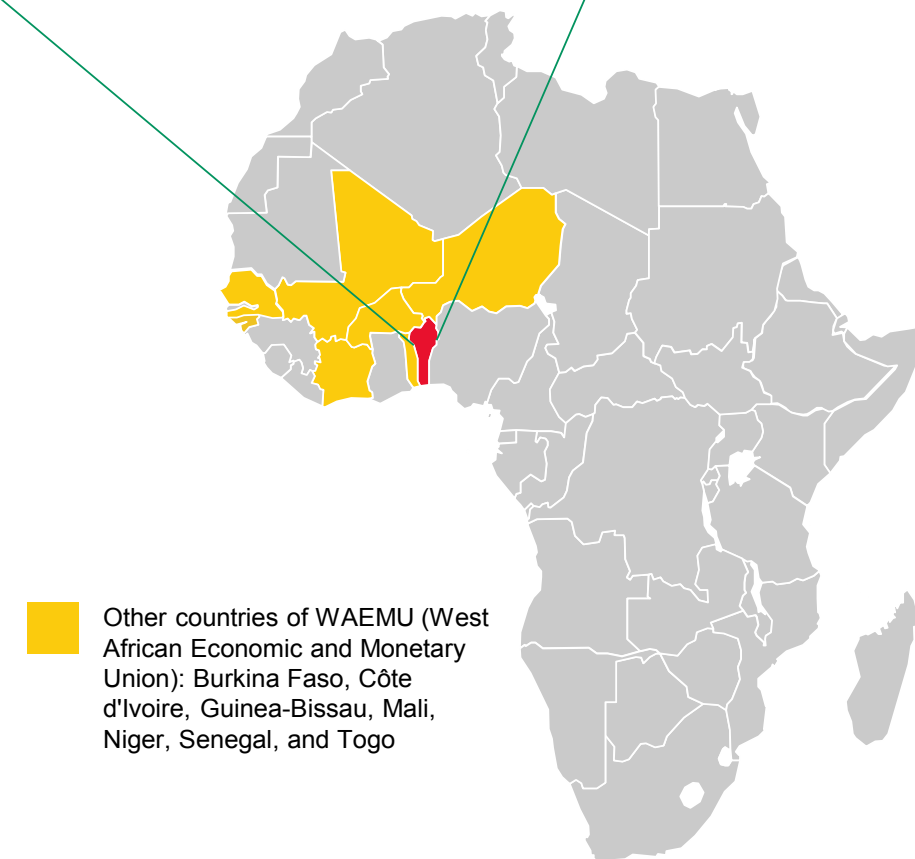 Other countries of WAEMU (West
African Economic and Monetary
Union): Burkina Faso, Côte
d'Ivoire, Guinea-Bissau, Mali,
Niger, Senegal, and Togo